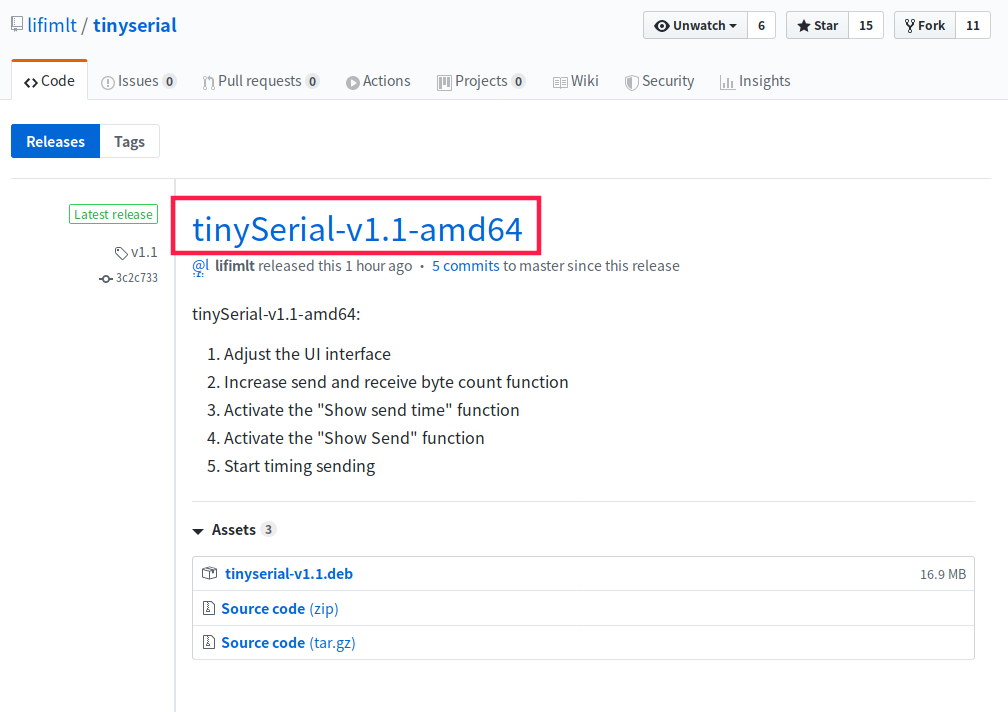 lifimlt / tinyserial
Unwatch 6 Star 15 Fork 11
Code Issues 0 Pull requests 0 Actions Projects 0 Wiki Security Insights
Releases Tags
Latest release
v1.1
3c2c733
tinySerial-v1.1-amd64
@l lifimlt released this 1 hour ago · 5 commits to master since this release
tinySerial-v1.1-amd64:
1. Adjust the UI interface
2. Increase send and receive byte count function
3. Activate the "Show send time" function
4. Activate the "Show Send" function
5. Start timing sending
Assets 3
tinyserial-v1.1.deb 16.9 MB
Source code (zip)
Source code (tar.gz)